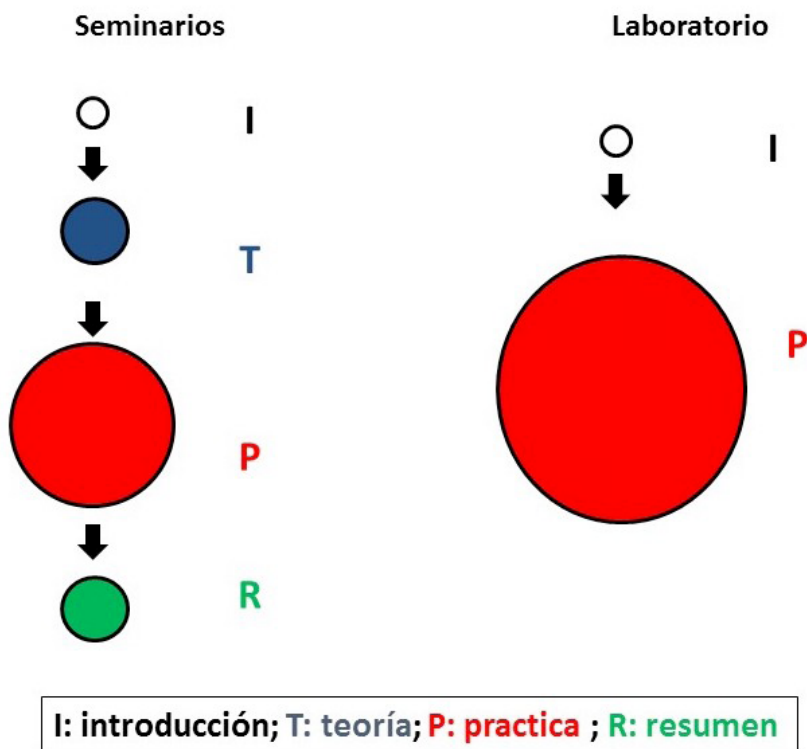 Seminarios
Laboratorio
I
T
P
R
I
P
I: introducción; T: teoría; P: practica ; R: resumen